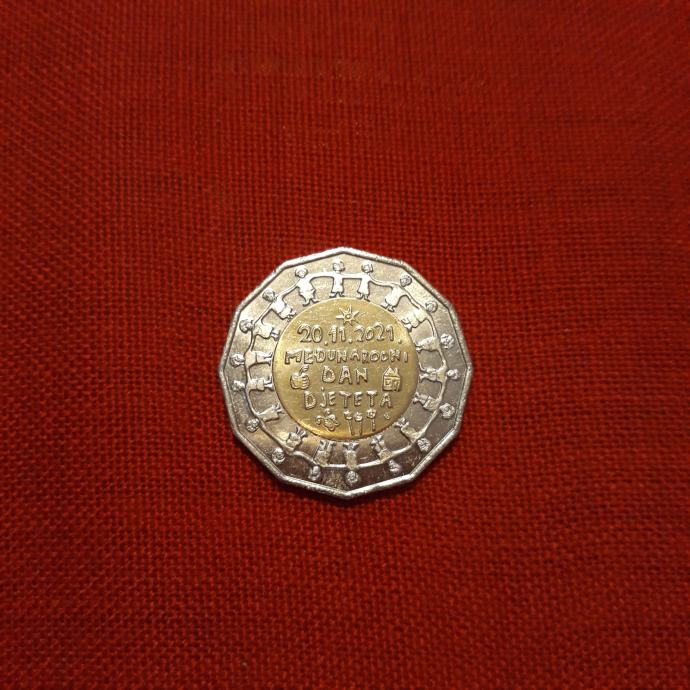 20.11.2021.
MEĐUNARODNI
DAN
DJETETA